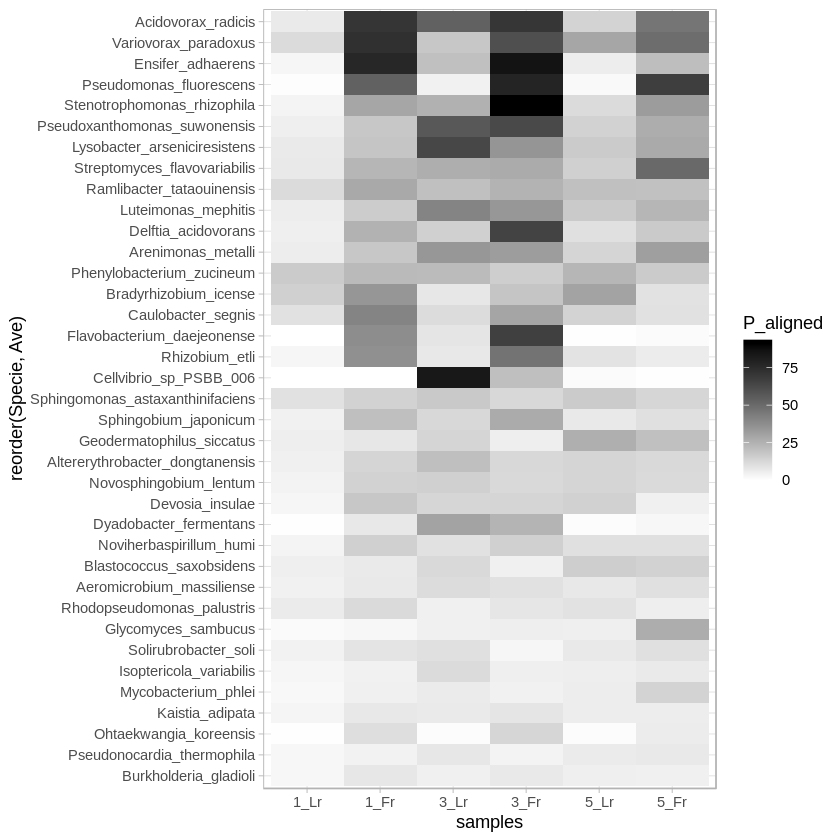 reorder(Specie, Ave)
Acidovorax_radicis
Variovorax_paradoxus
Ensifer_adhaerens
Pseudomonas_fluorescens
Stenotrophomonas_rhizophila
Pseudoxanthomonas_suwonensis
Lysobacter_arseniciresistens
Streptomyces_flavovariabilis
Ramlibacter_tataouinensis
Luteimonas_mephitis
Delftia_acidovorans
Arenimonas_metalli
Phenylobacterium_zucineum
Bradyrhizobium_icense
Caulobacter_segnis
Flavobacterium_daejeonense
Rhizobium_etli
Cellvibrio_sp_PSBB_006
Sphingomonas_astaxanthinifaciens
Sphingobium_japonicum
Geodermatophilus_siccatus
Altererythrobacter_dongtanensis
Novosphingobium_lentum
Devosia_insulae
Dyadobacter_fermentans
Noviherbaspirillum_humi
Blastococcus_saxobsidens
Aeromicrobium_massiliense
Rhodopseudomonas_palustris
Glycomyces_sambucus
Solirubrobacter_soli
Isoptericola_variabilis
Mycobacterium_phlei
Kaistia_adipata
Ohtaekwangia_koreensis
Pseudonocardia_thermophila
Burkholderia_gladioli
1_Lr 1_Fr 3_Lr 3_Fr 5_Lr 5_Fr
samples
P_aligned
75
50
25
0